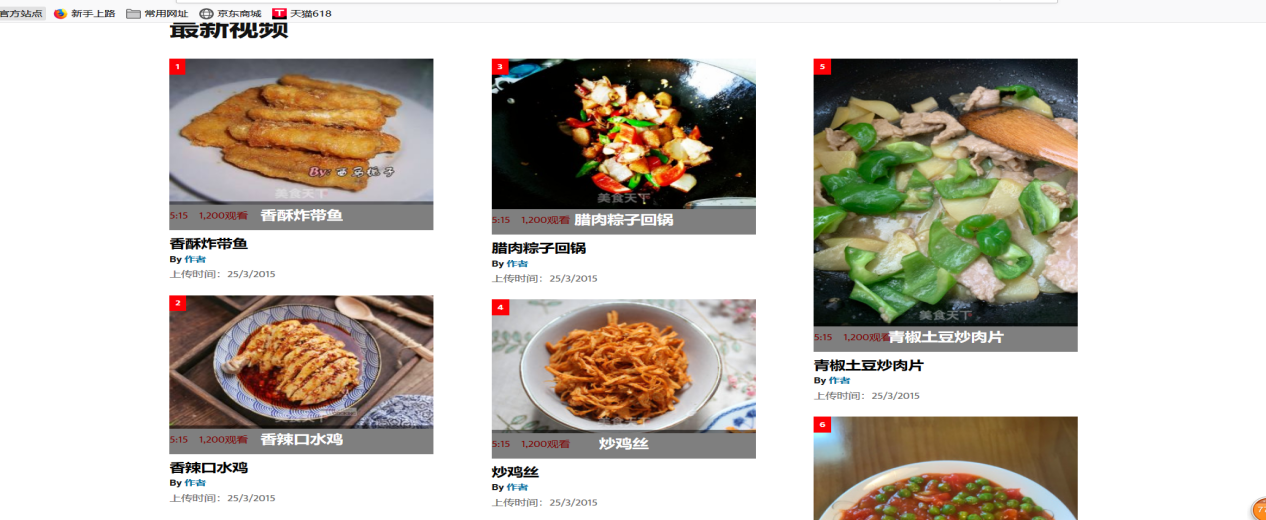 官方站点 新手上路 常用网址 京东商城 天猫618
最新视频
1
By: 西瓜桃子
美食天下
5:15 1,200观看 香酥炸带鱼
香酥炸带鱼
By 作者
上传时间：25/3/2015
2
美食天下
5:15 1,200观看 香辣口水鸡
香辣口水鸡
By 作者
上传时间：25/3/2015
3
美食天下
5:15 1,200观看 腊肉粽子回锅
腊肉粽子回锅
By 作者
上传时间：25/3/2015
4
5:15 1,200观看 炒鸡丝
炒鸡丝
By 作者
上传时间：25/3/2015
5
美食天下
5:15 1,200观看 青椒土豆炒肉片
青椒土豆炒肉片
By 作者
上传时间：25/3/2015
6